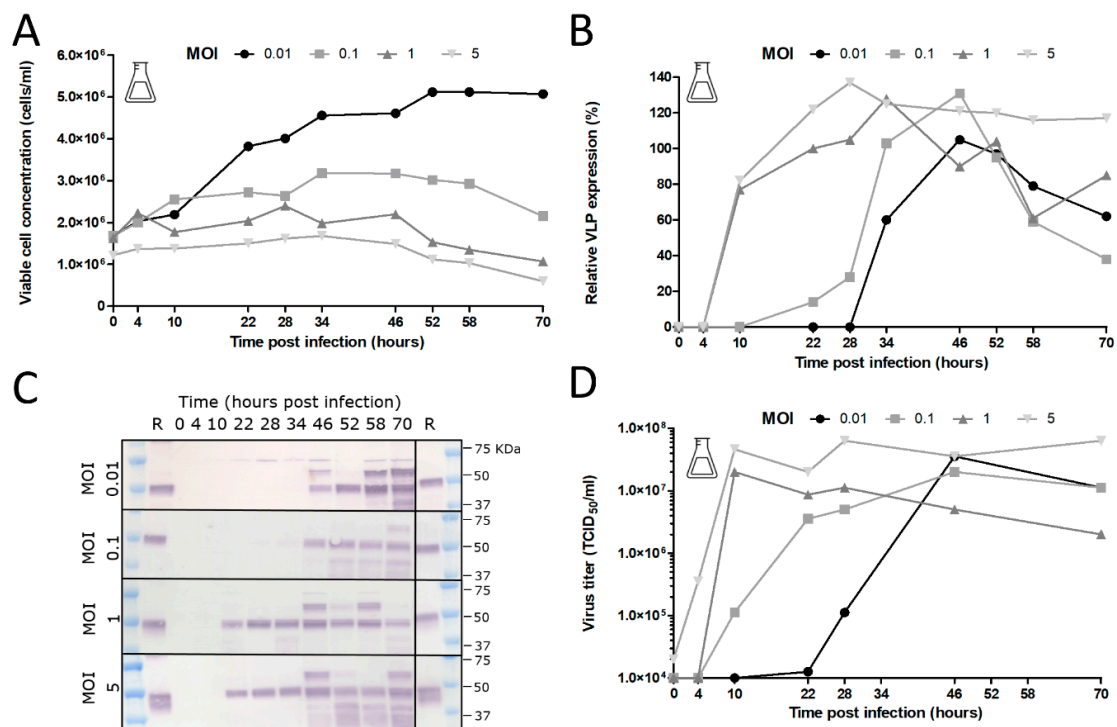 A
MOI 0.01 0.1 1 5
Viable cell concentration (cells/ml)
6.0×10⁶
5.0×10⁶
4.0×10⁶
3.0×10⁶
2.0×10⁶
1.0×10⁶
0
0 4 10 22 28 34 46 52 58 70
Time post infection (hours)
B
MOI 0.01 0.1 1 5
Relative VLP expression (%)
140
120
100
80
60
40
20
0
0 4 10 22 28 34 46 52 58 70
Time post infection (hours)
C
Time (hours post infection)
R 0 4 10 22 28 34 46 52 58 70 R
MOI 0.01
75 KDa
50
37
MOI 0.1
75
50
37
MOI 1
75
50
37
MOI 5
75
50
37
D
MOI 0.01 0.1 1 5
Virus titer (TCID₅₀/ml)
1.0×10⁸
1.0×10⁷
1.0×10⁶
1.0×10⁵
1.0×10⁴
0 4 10 22 28 34 46 52 58 70
Time post infection (hours)